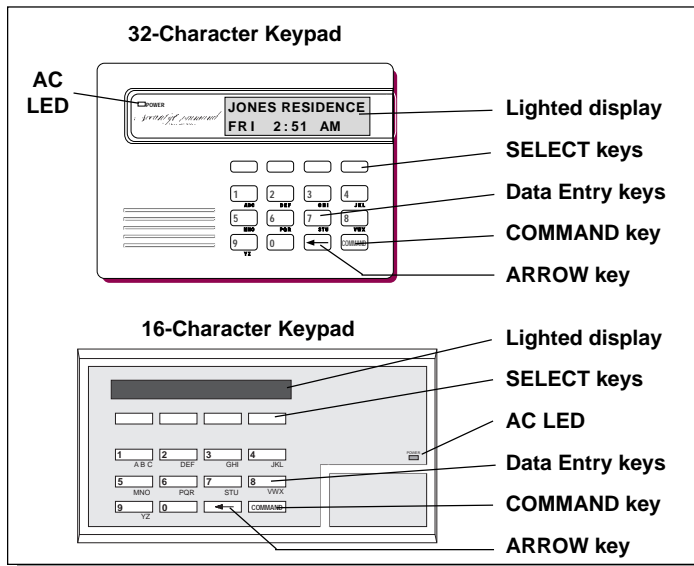 32-Character Keypad
AC
LED
POWER
JONES RESIDENCE
FRI 2:51 AM
Lighted display
SELECT keys
1 2 3 4
ABC DEF GHI JKL
Data Entry keys
5 6 7 8
MNO PQR STU VWX
COMMAND key
9 0 COMMAND
YZ
ARROW key
16-Character Keypad
Lighted display
SELECT keys
AC LED
POWER
1 2 3 4
ABC DEF GHI JKL
Data Entry keys
5 6 7 8
MNO PQR STU VWX
COMMAND key
9 0 COMMAND
YZ
ARROW key